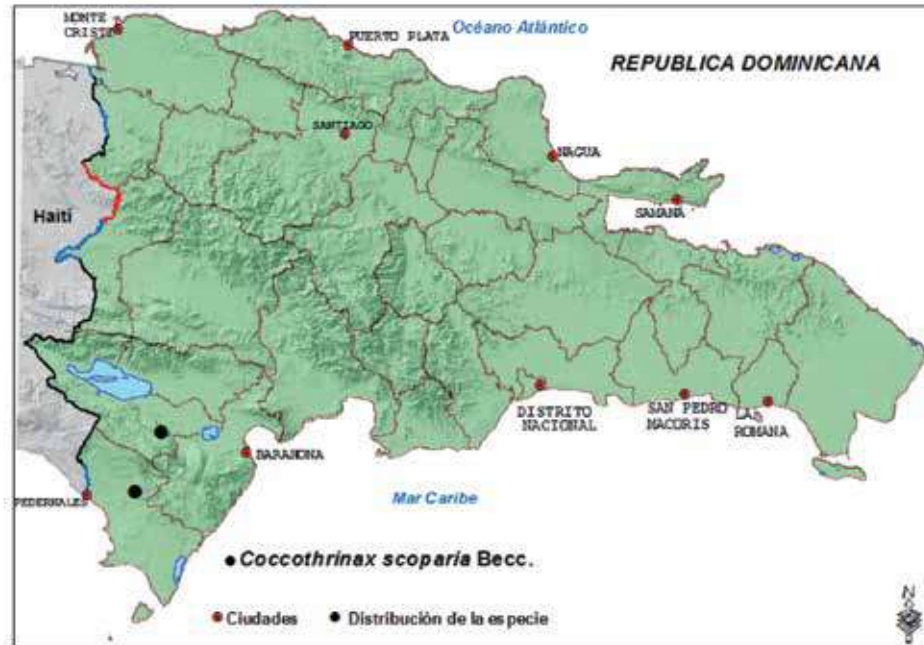 MONTE
CRISTI
PUERTO PLATA
Océano Atlántico
REPUBLICA DOMINICANA
SANTIAGO
NAGUA
SAMANA
Haití
DISTRITO
NACIONAL
SAN PEDRO
MACORIS
LA
ROMANA
BARAHONA
PEDERNALES
Mar Caribe
Coccothrinax scoparia Becc.
Ciudades
Distribución de la especie
N